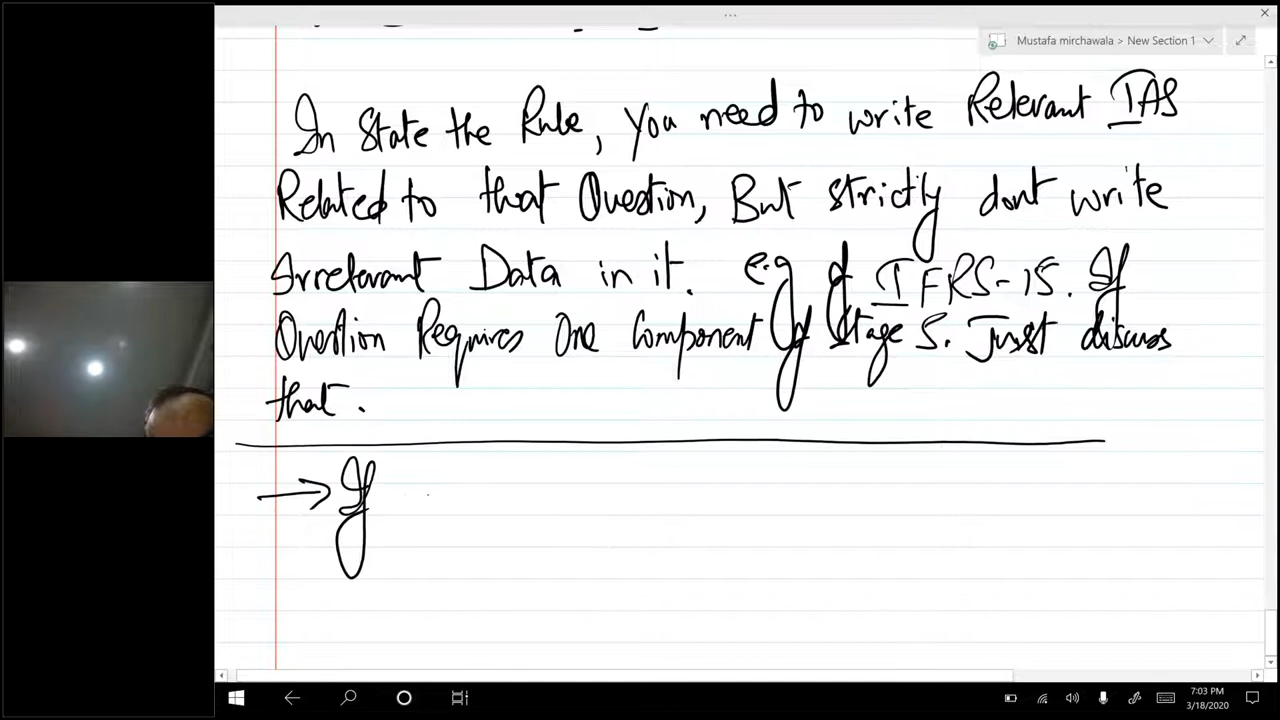 Mustafa mirchawala > New Section 1
In State the Rule, you need to write Relevant IAS
Related to that Question, But strictly dont write
Irrelevant Data in it. e.g of IFRS-15. If
Question Requires One Component Of Stage 5. Just discuss
that.
→ If
7:03 PM
3/18/2020